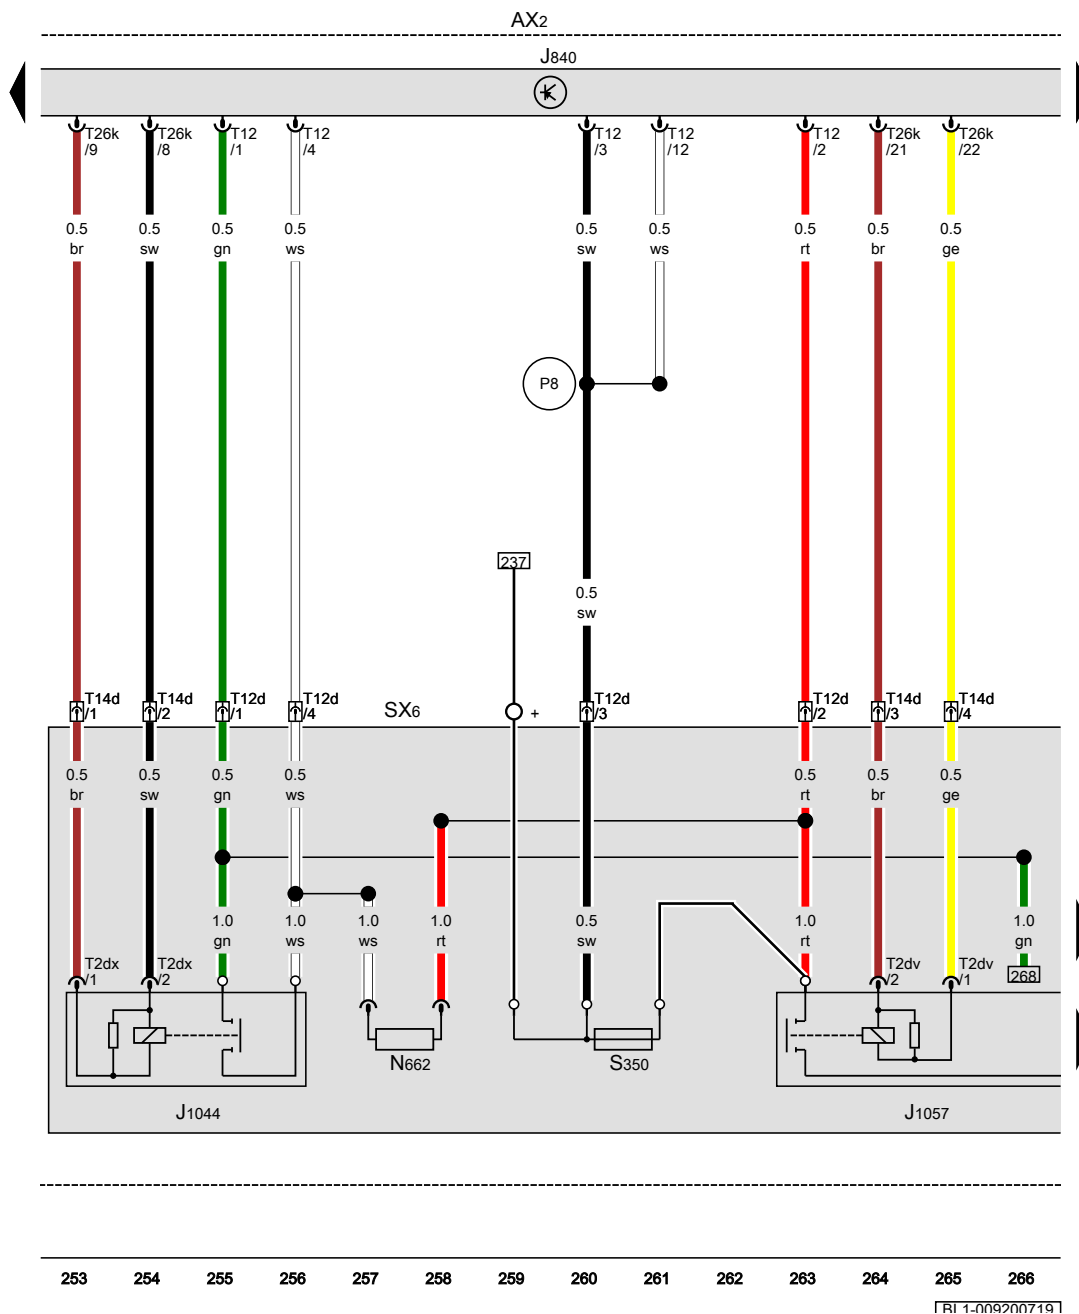 AX2
J840
T26k T26k T12 T12 T12 T12 T12 T26k T26k
/9 /8 /1 /4 /3 /12 /2 /21 /22
0.5 0.5 0.5 0.5 0.5 0.5 0.5 0.5 0.5
br sw gn ws sw ws rt br ge
P8
237
0.5
sw
T14d T14d T12d T12d SX6 T12d T12d T14d T14d
/1 /2 /1 /4 + /3 /2 /3 /4
0.5 0.5 0.5 0.5 0.5 0.5 0.5
br sw gn ws rt br ge
1.0 1.0 1.0 1.0 0.5 1.0 1.0
gn ws ws rt sw rt gn
T2dx T2dx T2dv T2dv
/1 /2 /2 /1 268
N662 S350
J1044 J1057
253 254 255 256 257 258 259 260 261 262 263 264 265 266
BL1-009200719